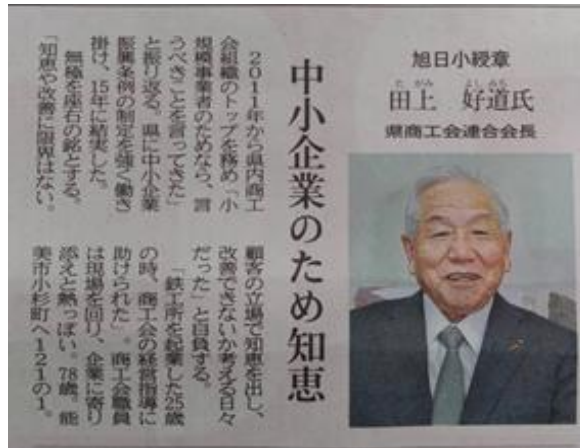 旭日小綬章
た がみ よし みち
田上 好道氏
県商工会連合会長
中小企業のため知恵
2011年から県内商工
会組織のトップを務め「小
規模事業者のためなら、言
うべきことを言ってきた」
と振り返る。県に中小企業
振興条例の制定を強く働き
掛け、15年に結実した。
無極を座右の銘とする。
「知恵や改善に限界はない。
顧客の立場で知恵を出し、
改善できないか考える日々
だった」と自負する。
「鉄工所を起業した25歳
の時、商工会の経営指導に
助けられた」。商工会職員
は現場を回り、企業に寄り
添えと熱っぽい。78歳。能
美市小杉町ヘ121の1。